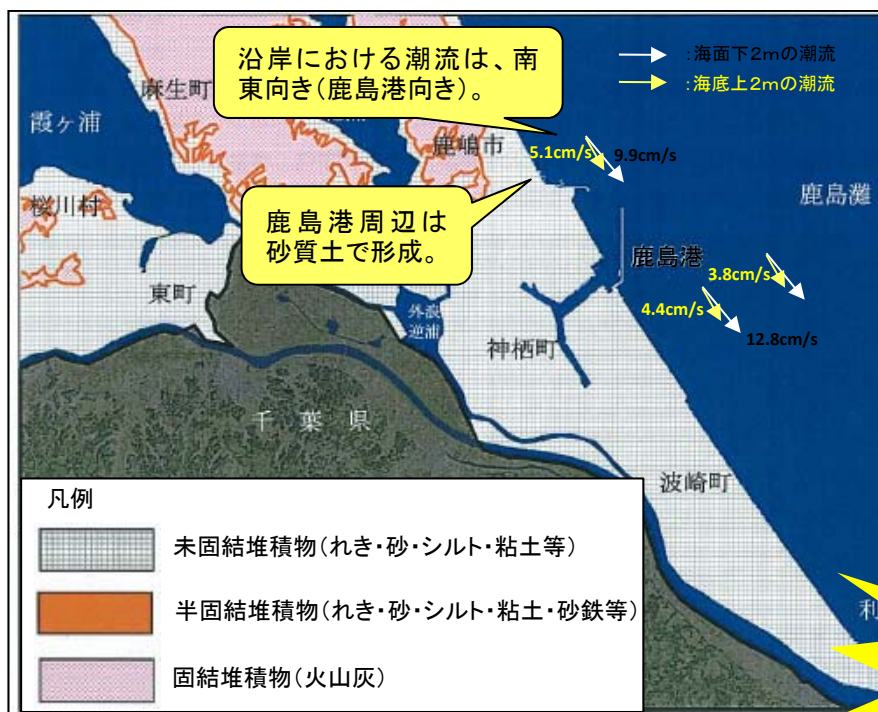 沿岸における潮流は、南
東向き(鹿島港向き)。
:海面下2mの潮流
:海底上2mの潮流
麻生町
霞ヶ浦
鹿嶋市
5.1cm/s
9.9cm/s
鹿島灘
桜川村
鹿島港周辺は
砂質土で形成。
鹿島港
3.8cm/s
東町
4.4cm/s
外浪
逆浦
12.8cm/s
神栖町
千葉県
波崎町
凡例
未固結堆積物(れき・砂・シルト・粘土等)
半固結堆積物(れき・砂・シルト・粘土・砂鉄等)
固結堆積物(火山灰)
利